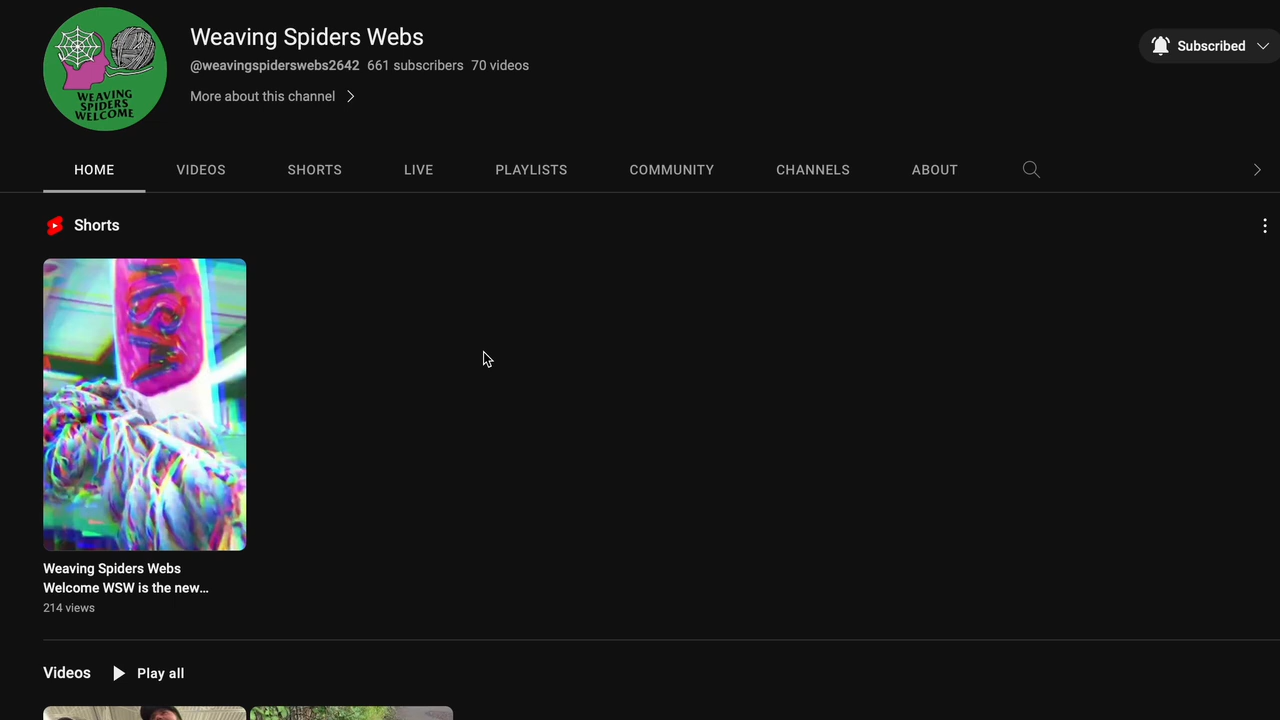 WEAVING
SPIDERS
WELCOME
Weaving Spiders Webs
@weavingspiderswebs2642 661 subscribers 70 videos
More about this channel
Subscribed
HOME VIDEOS SHORTS LIVE PLAYLISTS COMMUNITY CHANNELS ABOUT
Shorts
Weaving Spiders Webs
Welcome WSW is the new...
214 views
Videos Play all